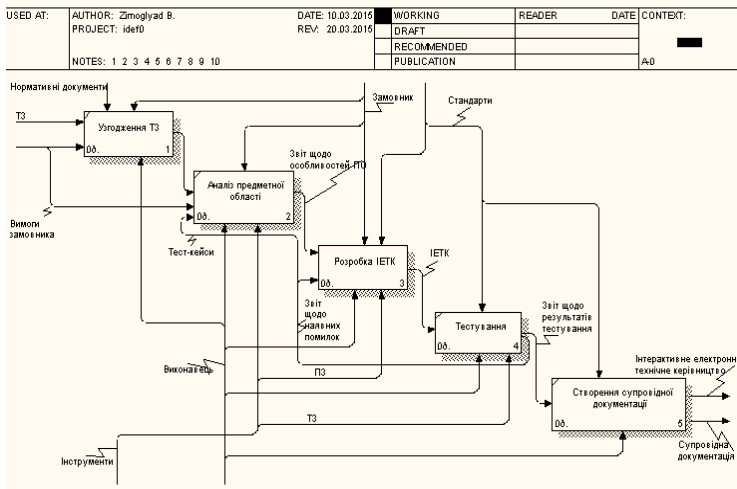 USED AT:
AUTHOR: Zimoglyad B.
DATE: 10.03.2015
WORKING
READER
DATE
CONTEXT:
PROJECT: idef0
REV: 20.03.2015
DRAFT
RECOMMENDED
NOTES: 1 2 3 4 5 6 7 8 9 10
PUBLICATION
A-0
Нормативні документи
Замовник
Стандарти
ТЗ
Узгодження ТЗ
0д.
1
Звіт щодо
особливостей ПО
Аналіз предметної
області
0д.
2
Вимоги
замовника
Тест-кейси
Розробка ІЕТК
0д.
3
ІЕТК
Звіт
щодо
наявних
помилок
Тестування
0д.
4
Звіт щодо
результатів
тестування
Виконавець
ПЗ
Інтерактивне електронн
технічне керівництво
Створення супровідної
документації
0д.
5
ТЗ
Супровідна
документація
Інструменти